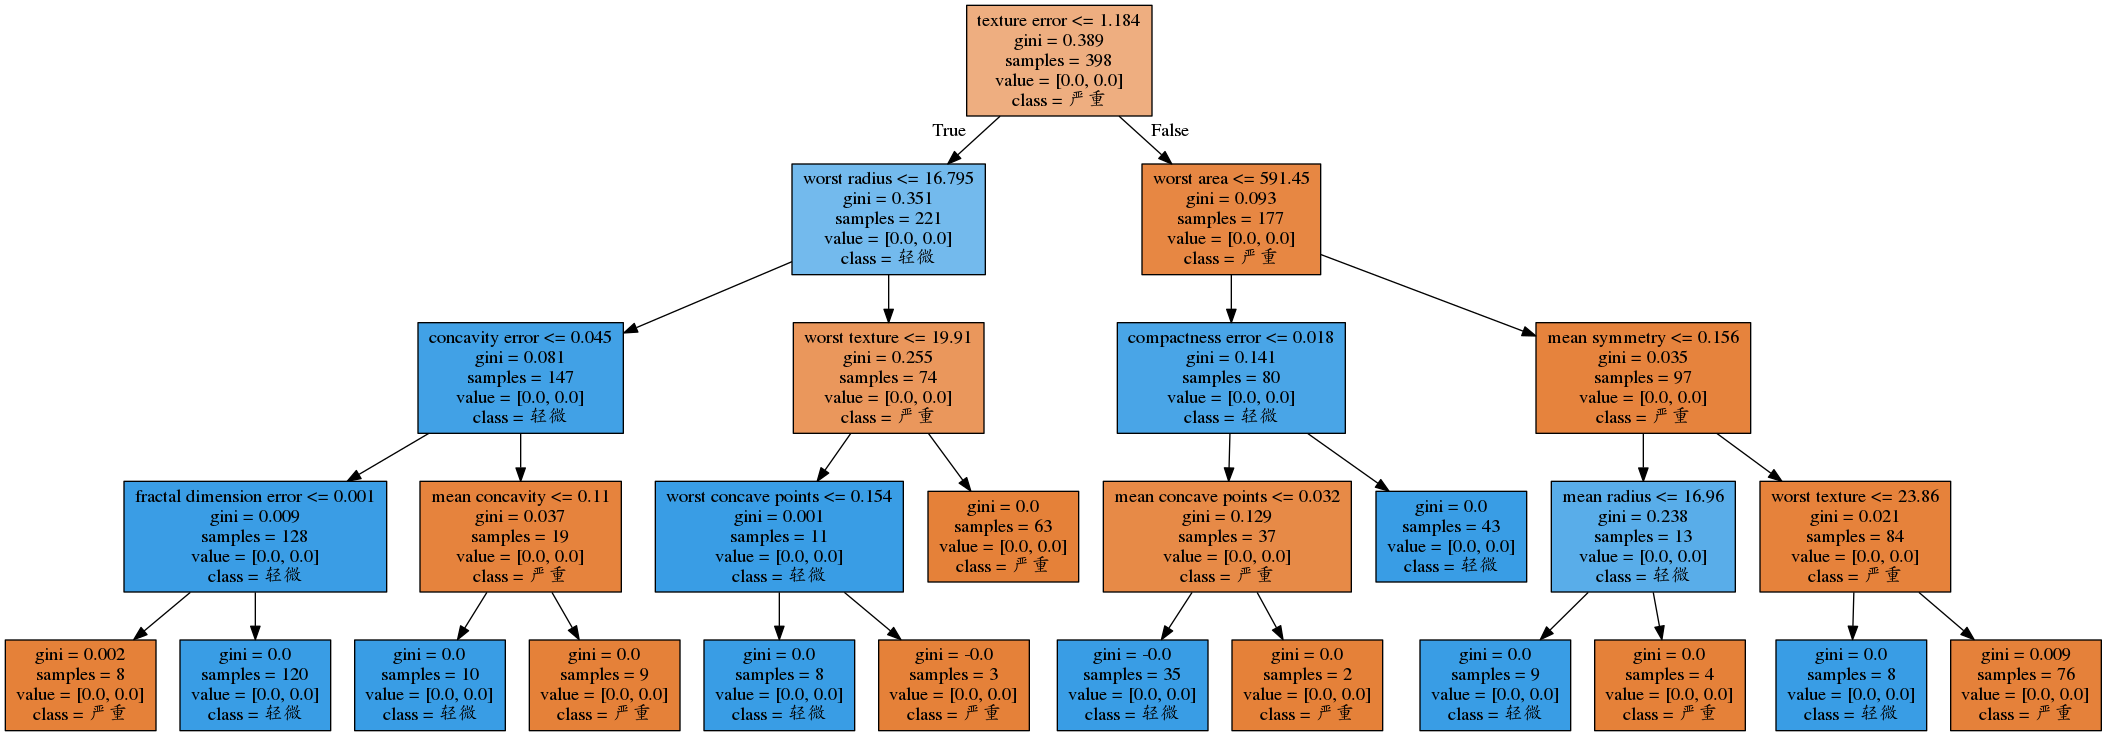 texture error <= 1.184
gini = 0.389
samples = 398
value = [0.0, 0.0]
class = 严重
True
False
worst radius <= 16.795
gini = 0.351
samples = 221
value = [0.0, 0.0]
class = 轻微
worst area <= 591.45
gini = 0.093
samples = 177
value = [0.0, 0.0]
class = 严重
concavity error <= 0.045
gini = 0.081
samples = 147
value = [0.0, 0.0]
class = 轻微
worst texture <= 19.91
gini = 0.255
samples = 74
value = [0.0, 0.0]
class = 严重
compactness error <= 0.018
gini = 0.141
samples = 80
value = [0.0, 0.0]
class = 轻微
mean symmetry <= 0.156
gini = 0.035
samples = 97
value = [0.0, 0.0]
class = 严重
fractal dimension error <= 0.001
gini = 0.009
samples = 128
value = [0.0, 0.0]
class = 轻微
mean concavity <= 0.11
gini = 0.037
samples = 19
value = [0.0, 0.0]
class = 严重
worst concave points <= 0.154
gini = 0.001
samples = 11
value = [0.0, 0.0]
class = 轻微
gini = 0.0
samples = 63
value = [0.0, 0.0]
class = 严重
mean concave points <= 0.032
gini = 0.129
samples = 37
value = [0.0, 0.0]
class = 严重
gini = 0.0
samples = 43
value = [0.0, 0.0]
class = 轻微
mean radius <= 16.96
gini = 0.238
samples = 13
value = [0.0, 0.0]
class = 轻微
worst texture <= 23.86
gini = 0.021
samples = 84
value = [0.0, 0.0]
class = 严重
gini = 0.002
samples = 8
value = [0.0, 0.0]
class = 严重
gini = 0.0
samples = 120
value = [0.0, 0.0]
class = 轻微
gini = 0.0
samples = 10
value = [0.0, 0.0]
class = 轻微
gini = 0.0
samples = 9
value = [0.0, 0.0]
class = 严重
gini = 0.0
samples = 8
value = [0.0, 0.0]
class = 轻微
gini = -0.0
samples = 3
value = [0.0, 0.0]
class = 严重
gini = -0.0
samples = 35
value = [0.0, 0.0]
class = 轻微
gini = 0.0
samples = 2
value = [0.0, 0.0]
class = 严重
gini = 0.0
samples = 9
value = [0.0, 0.0]
class = 轻微
gini = 0.0
samples = 4
value = [0.0, 0.0]
class = 严重
gini = 0.0
samples = 8
value = [0.0, 0.0]
class = 轻微
gini = 0.009
samples = 76
value = [0.0, 0.0]
class = 严重